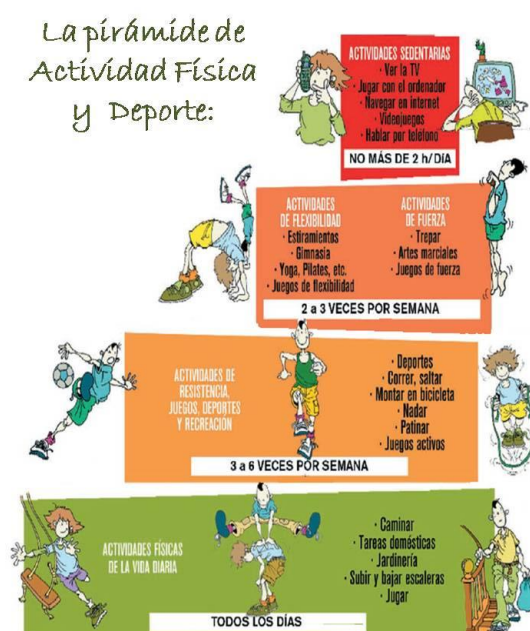 La pirámide de
Actividad Física
y Deporte:
ACTIVIDADES SEDENTARIAS
· Ver la TV
· Jugar con el ordenador
· Navegar en internet
· Videojuegos
· Hablar por teléfono
NO MÁS DE 2 h/DÍA
ACTIVIDADES
DE FLEXIBILIDAD
· Estiramientos
· Gimnasia
· Yoga, Pilates, etc.
· Juegos de flexibilidad
ACTIVIDADES
DE FUERZA
· Trepar
· Artes marciales
· Juegos de fuerza
2 a 3 VECES POR SEMANA
ACTIVIDADES DE
RESISTENCIA,
JUEGOS, DEPORTES
Y RECREACIÓN
· Deportes
· Correr, saltar
· Montar en bicicleta
· Nadar
· Patinar
· Juegos activos
3 a 6 VECES POR SEMANA
ACTIVIDADES FÍSICAS
DE LA VIDA DIARIA
· Caminar
· Tareas domésticas
· Jardinería
· Subir y bajar escaleras
· Jugar
TODOS LOS DÍAS